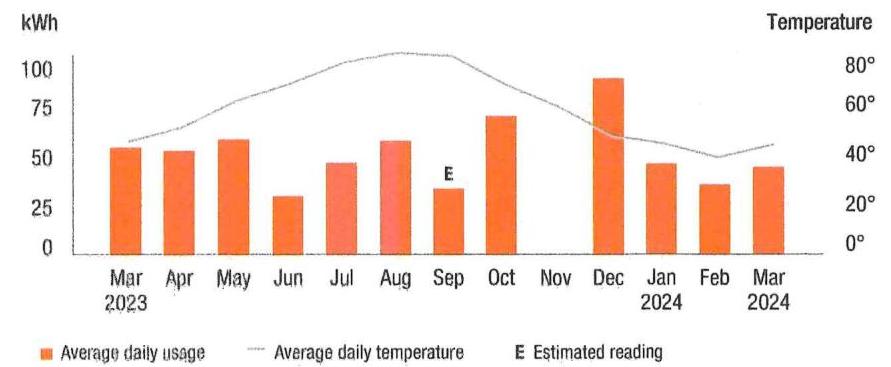 kWh Temperature
100 80°
75 60°
50 40°
E
25 20°
0 0°
Mar Apr May Jun Jul Aug Sep Oct Nov Dec Jan Feb Mar
2023 2024 2024
Average daily usage Average daily temperature E Estimated reading